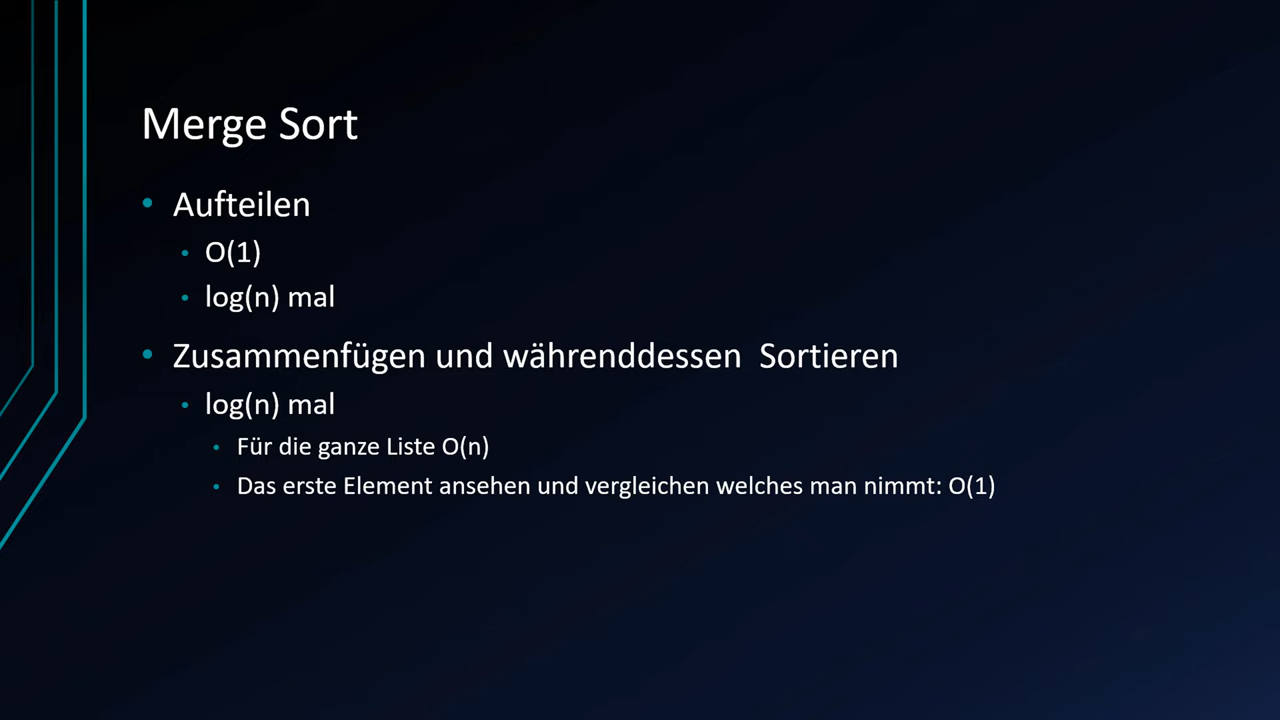 Merge Sort
• Aufteilen
• O(1)
• log(n) mal
• Zusammenfügen und währenddessen  Sortieren
• log(n) mal
• Für die ganze Liste O(n)
• Das erste Element ansehen und vergleichen welches man nimmt: O(1)